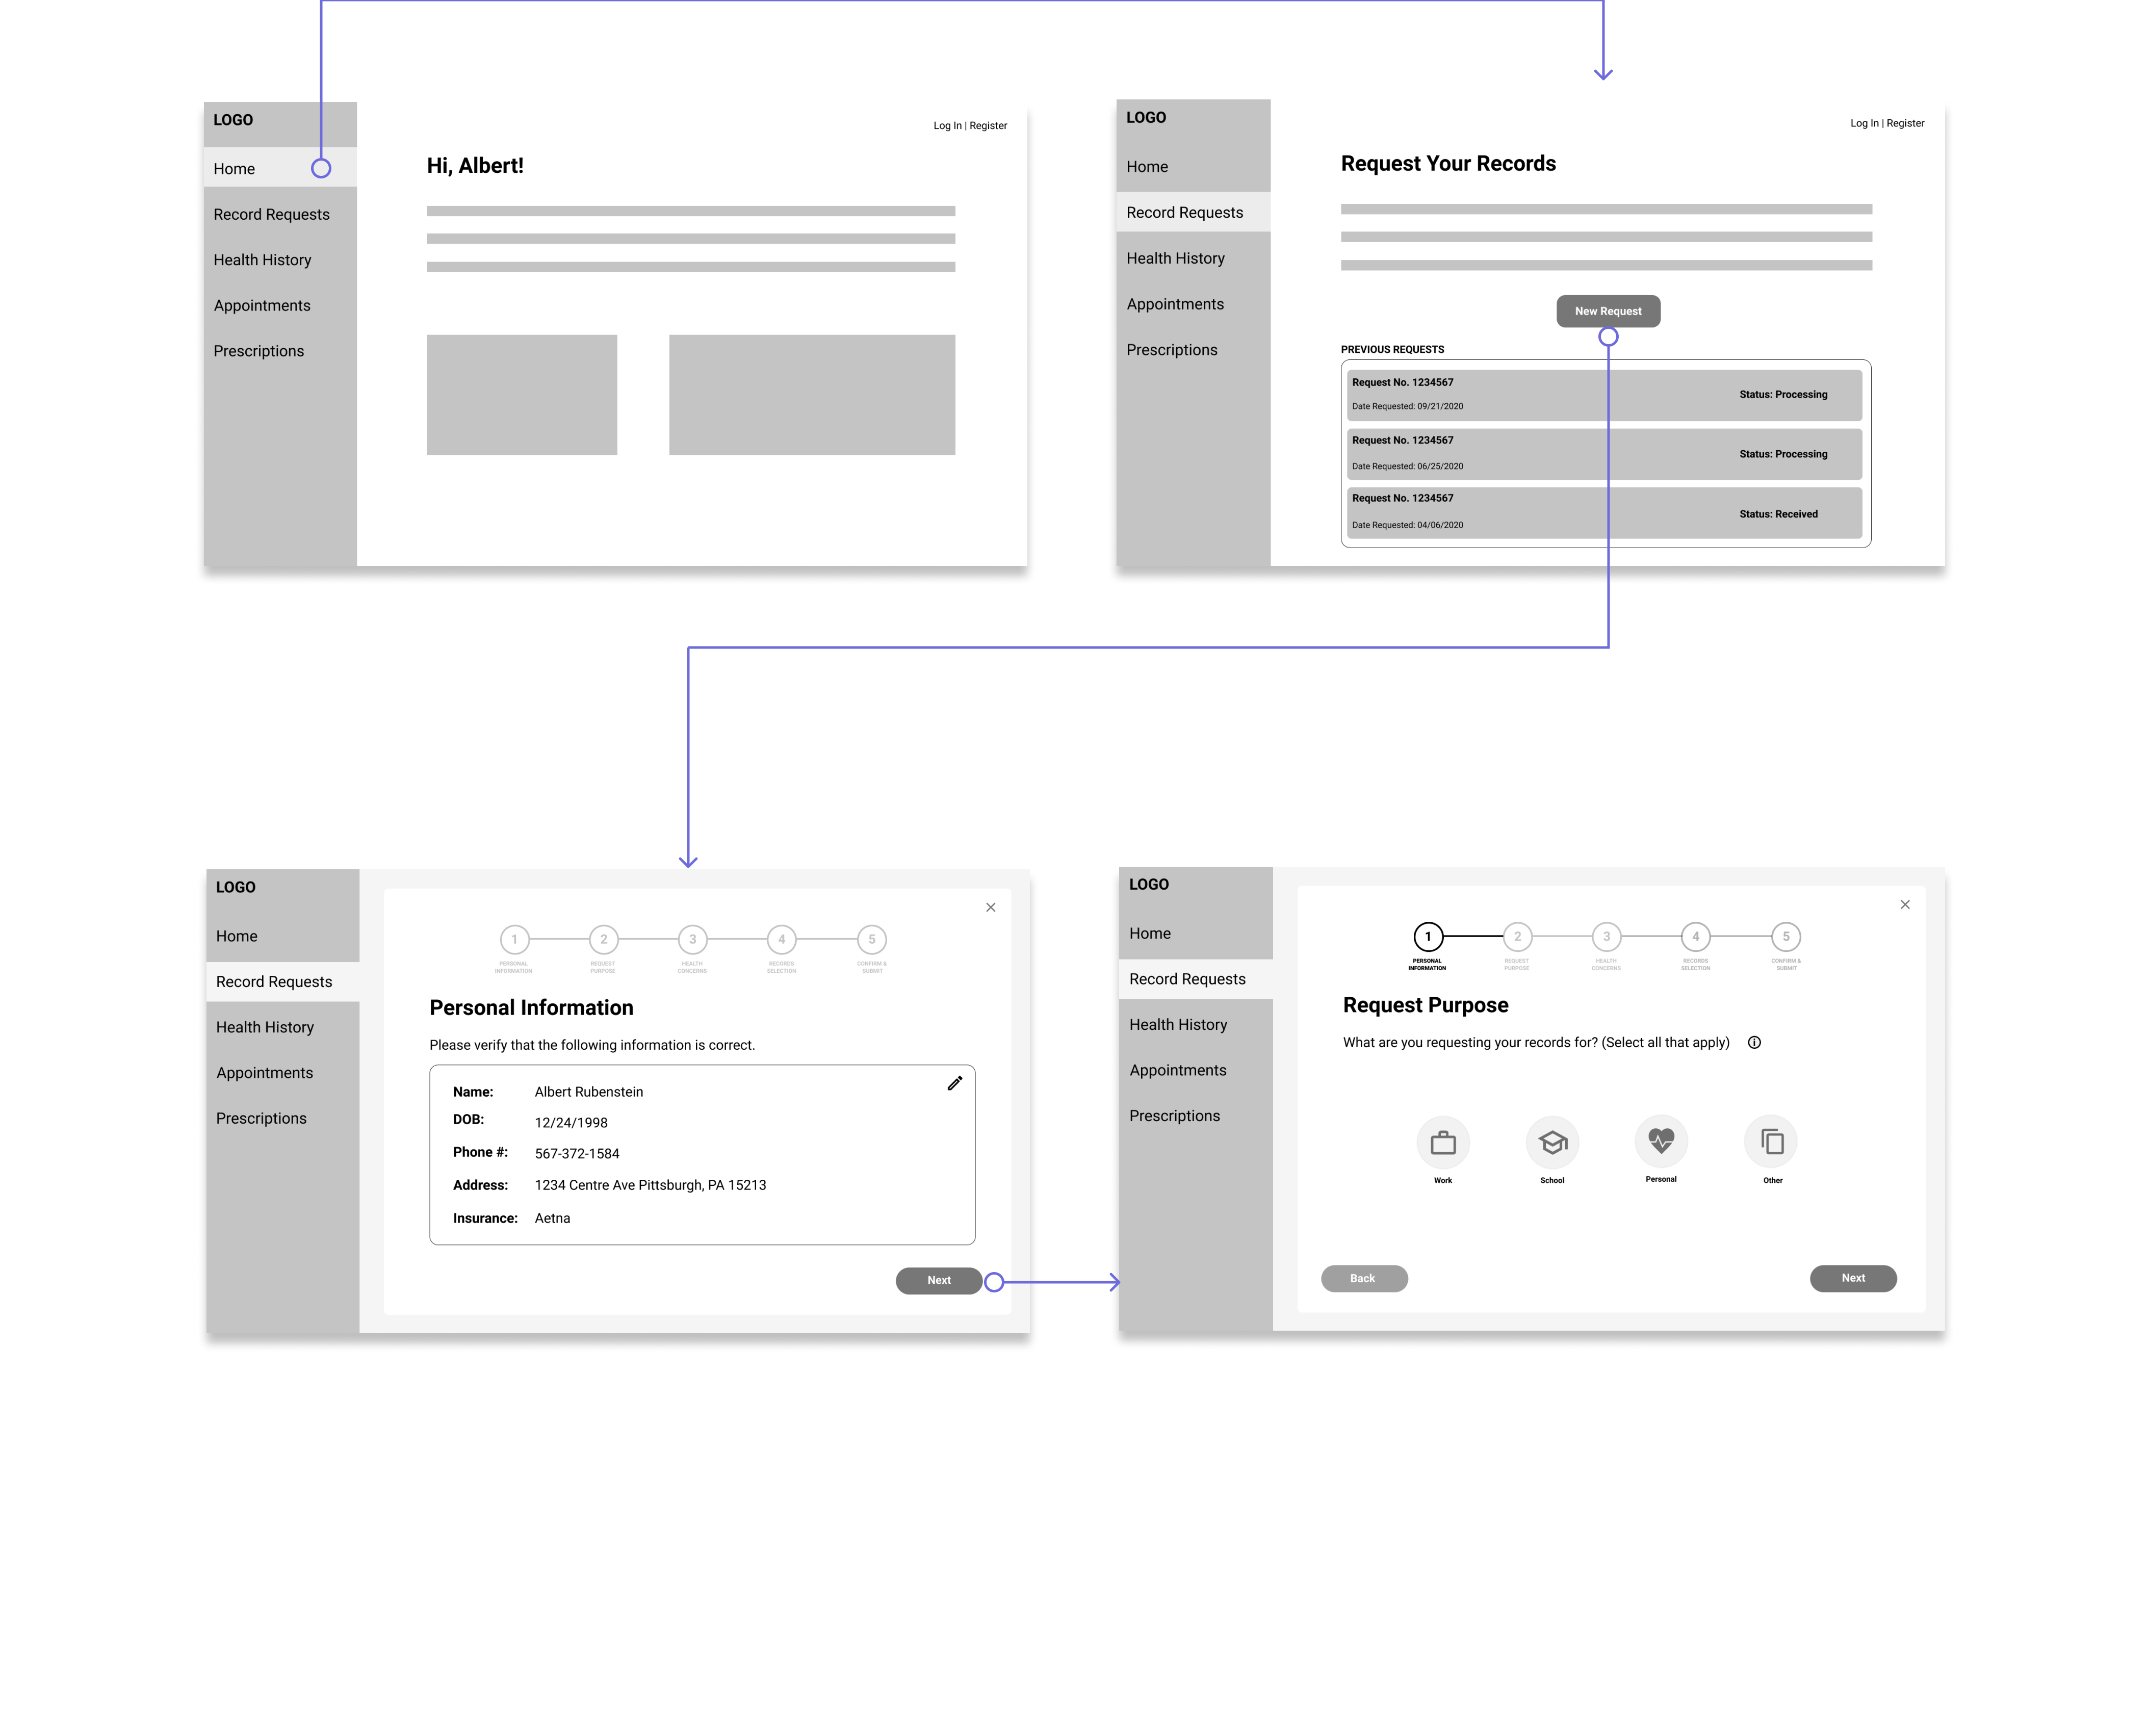 LOGO
Log In | Register
Home
Hi, Albert!
Record Requests
Health History
Appointments
Prescriptions
LOGO
Log In | Register
Home
Request Your Records
Record Requests
Health History
Appointments
Prescriptions
New Request
PREVIOUS REQUESTS
Request No. 1234567
Status: Processing
Date Requested: 09/21/2020
Request No. 1234567
Status: Processing
Date Requested: 06/25/2020
Request No. 1234567
Status: Received
Date Requested: 04/06/2020
LOGO
Home
Record Requests
Health History
Appointments
Prescriptions
1 2 3 4 5
PERSONAL INFORMATION
REQUEST PURPOSE
HEALTH CONCERNS
RECORDS SELECTION
CONFIRM & SUBMIT
Personal Information
Please verify that the following information is correct.
Name: Albert Rubenstein
DOB: 12/24/1998
Phone #: 567-372-1584
Address: 1234 Centre Ave Pittsburgh, PA 15213
Insurance: Aetna
Next
LOGO
Home
Record Requests
Health History
Appointments
Prescriptions
1 2 3 4 5
PERSONAL INFORMATION
REQUEST PURPOSE
HEALTH CONCERNS
RECORDS SELECTION
CONFIRM & SUBMIT
Request Purpose
What are you requesting your records for? (Select all that apply)
Work
School
Personal
Other
Back
Next